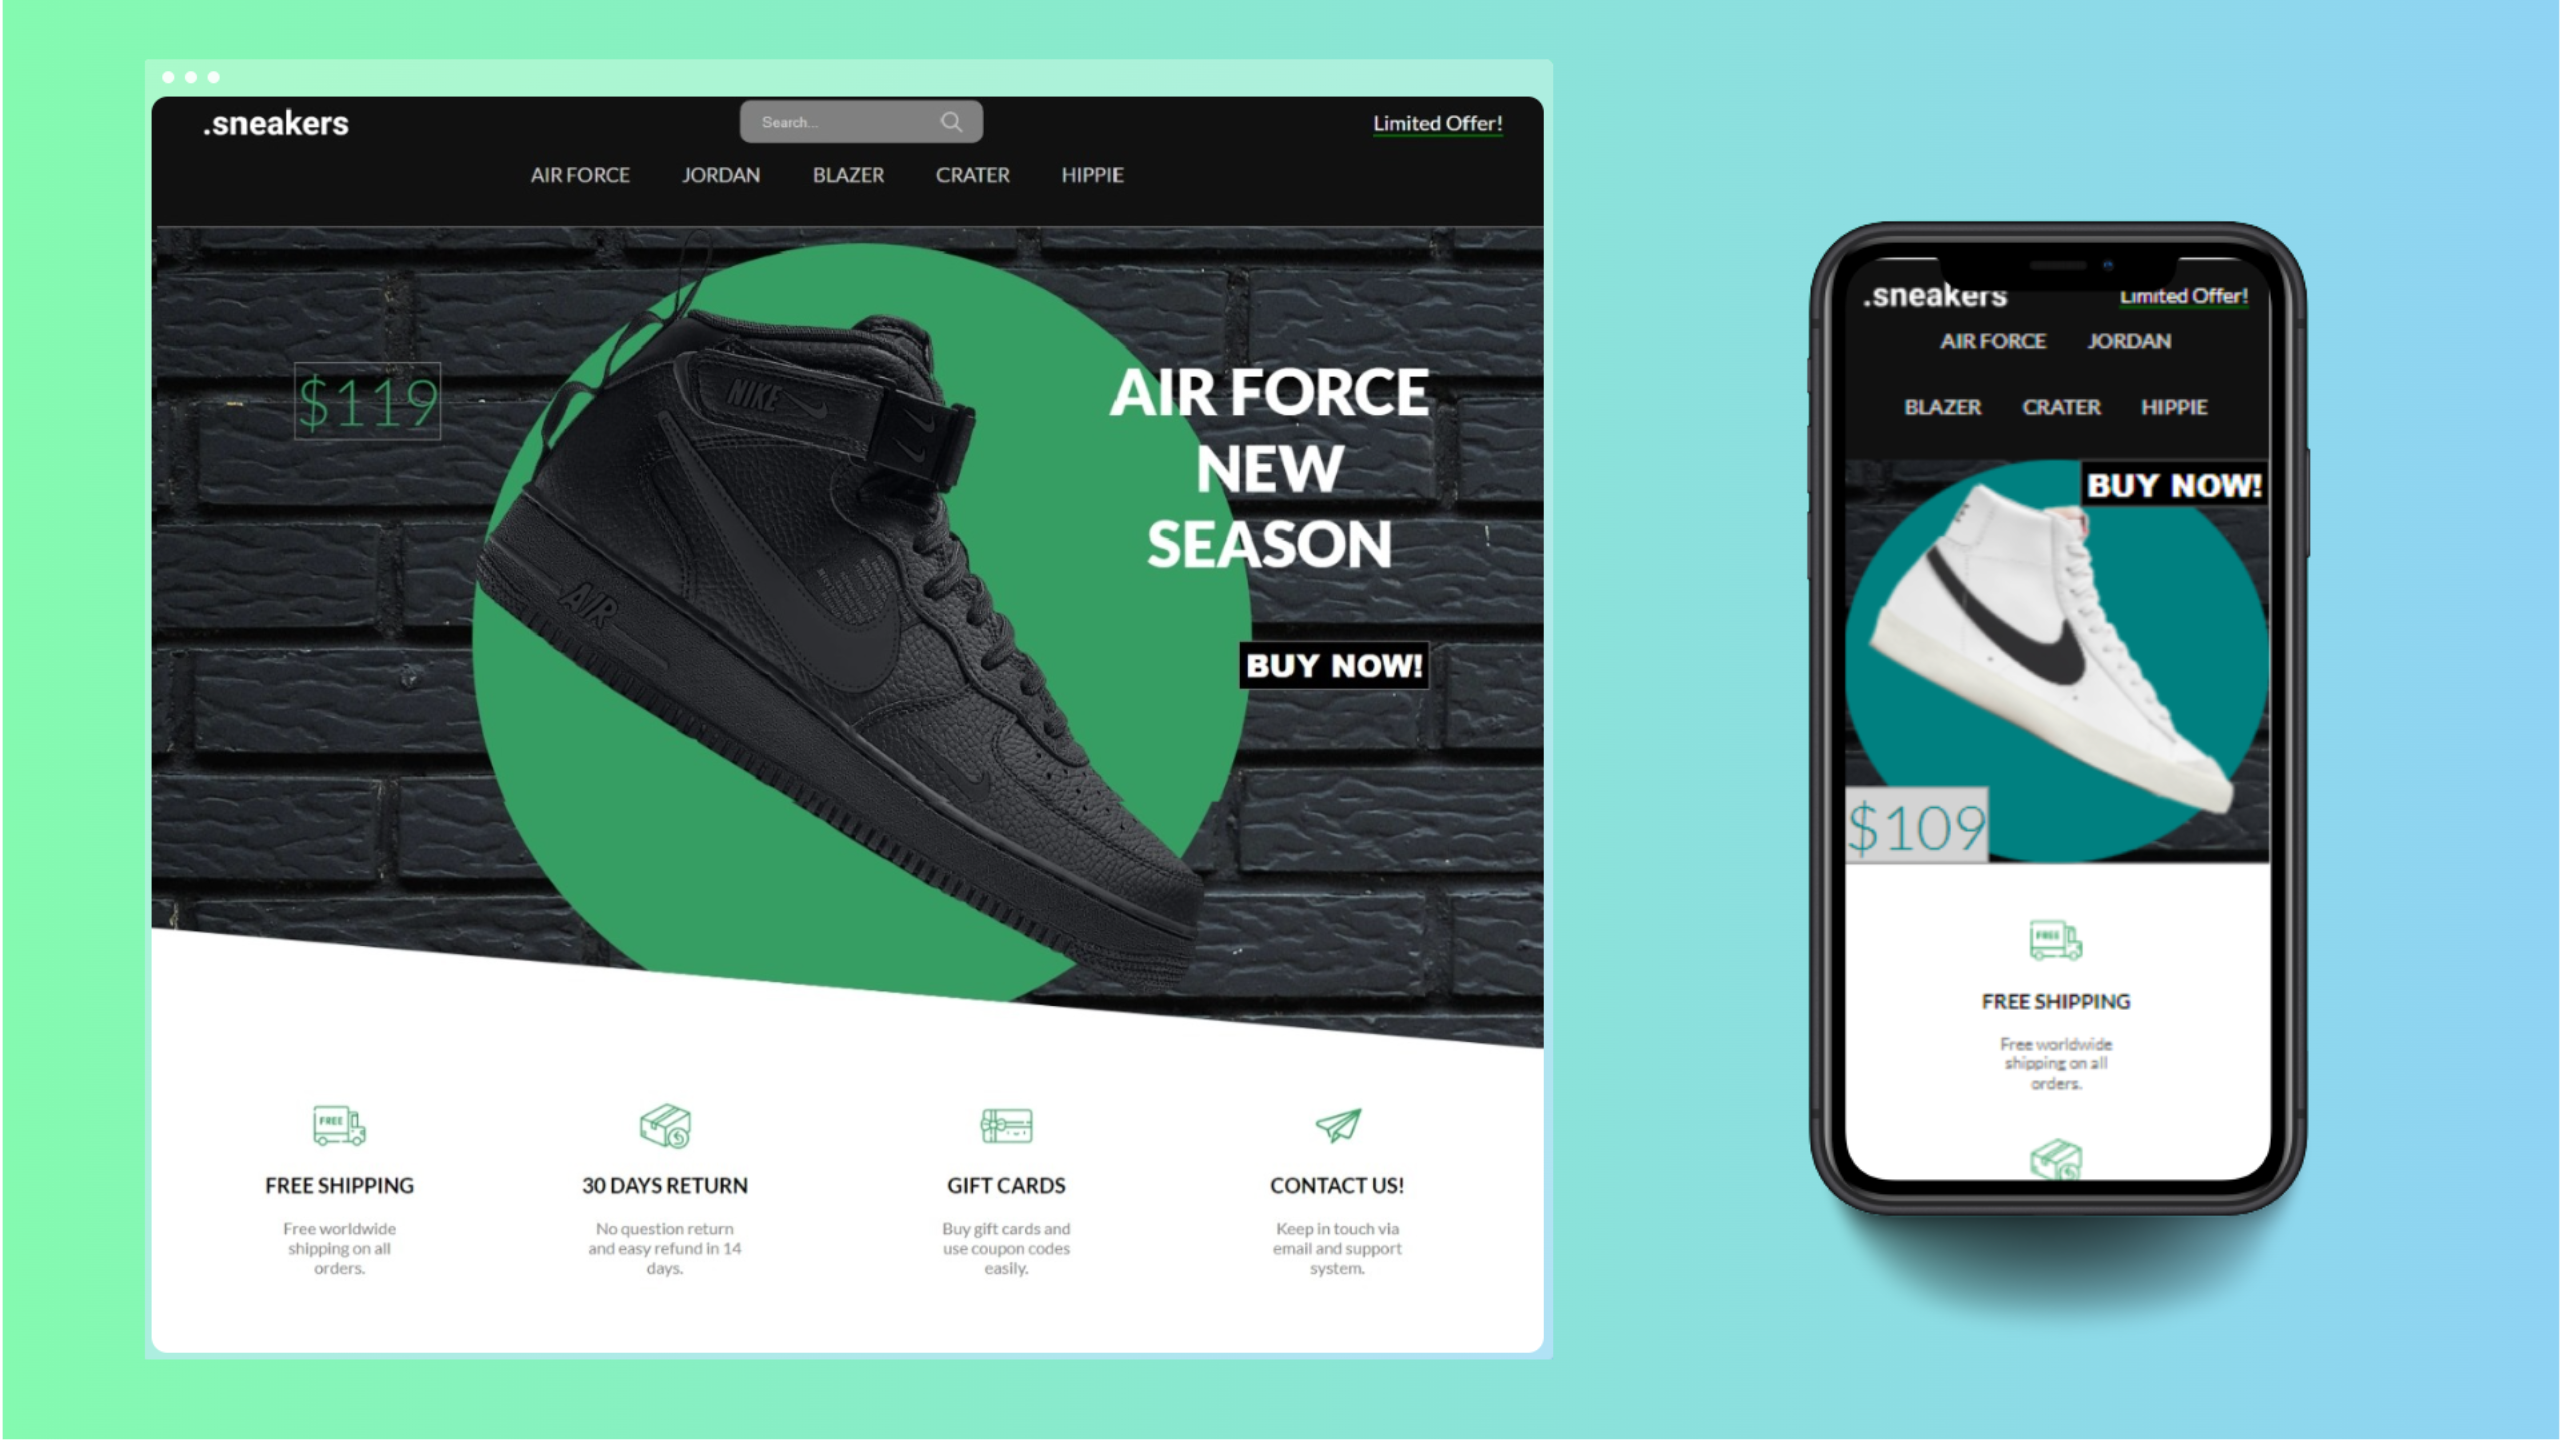 .sneakers
Search...
Limited Offer!
AIR FORCE JORDAN BLAZER CRATER HIPPIE
$119
NIKE
AIR
AIR FORCE
NEW
SEASON
BUY NOW!
FREE
FREE SHIPPING
Free worldwide
shipping on all
orders.
30 DAYS RETURN
No question return
and easy refund in 14
days.
GIFT CARDS
Buy gift cards and
use coupon codes
easily.
CONTACT US!
Keep in touch via
email and support
system.
.sneakers
Limited Offer!
AIR FORCE JORDAN
BLAZER CRATER HIPPIE
BUY NOW!
$109
FREE
FREE SHIPPING
Free worldwide
shipping on all
orders.